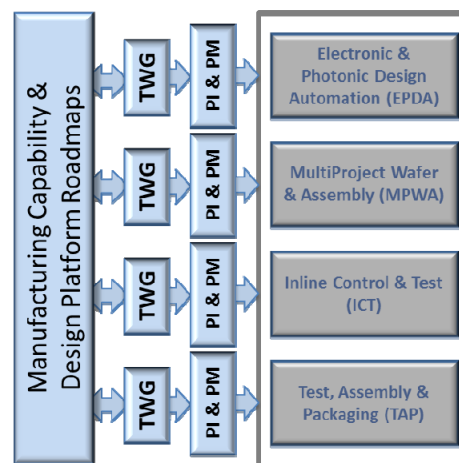 Manufacturing Capability &
Design Platform Roadmaps
TWG
PI & PM
Electronic &
Photonic Design
Automation (EPDA)
TWG
PI & PM
MultiProject Wafer
& Assembly (MPWA)
TWG
PI & PM
Inline Control & Test
(ICT)
TWG
PI & PM
Test, Assembly &
Packaging (TAP)